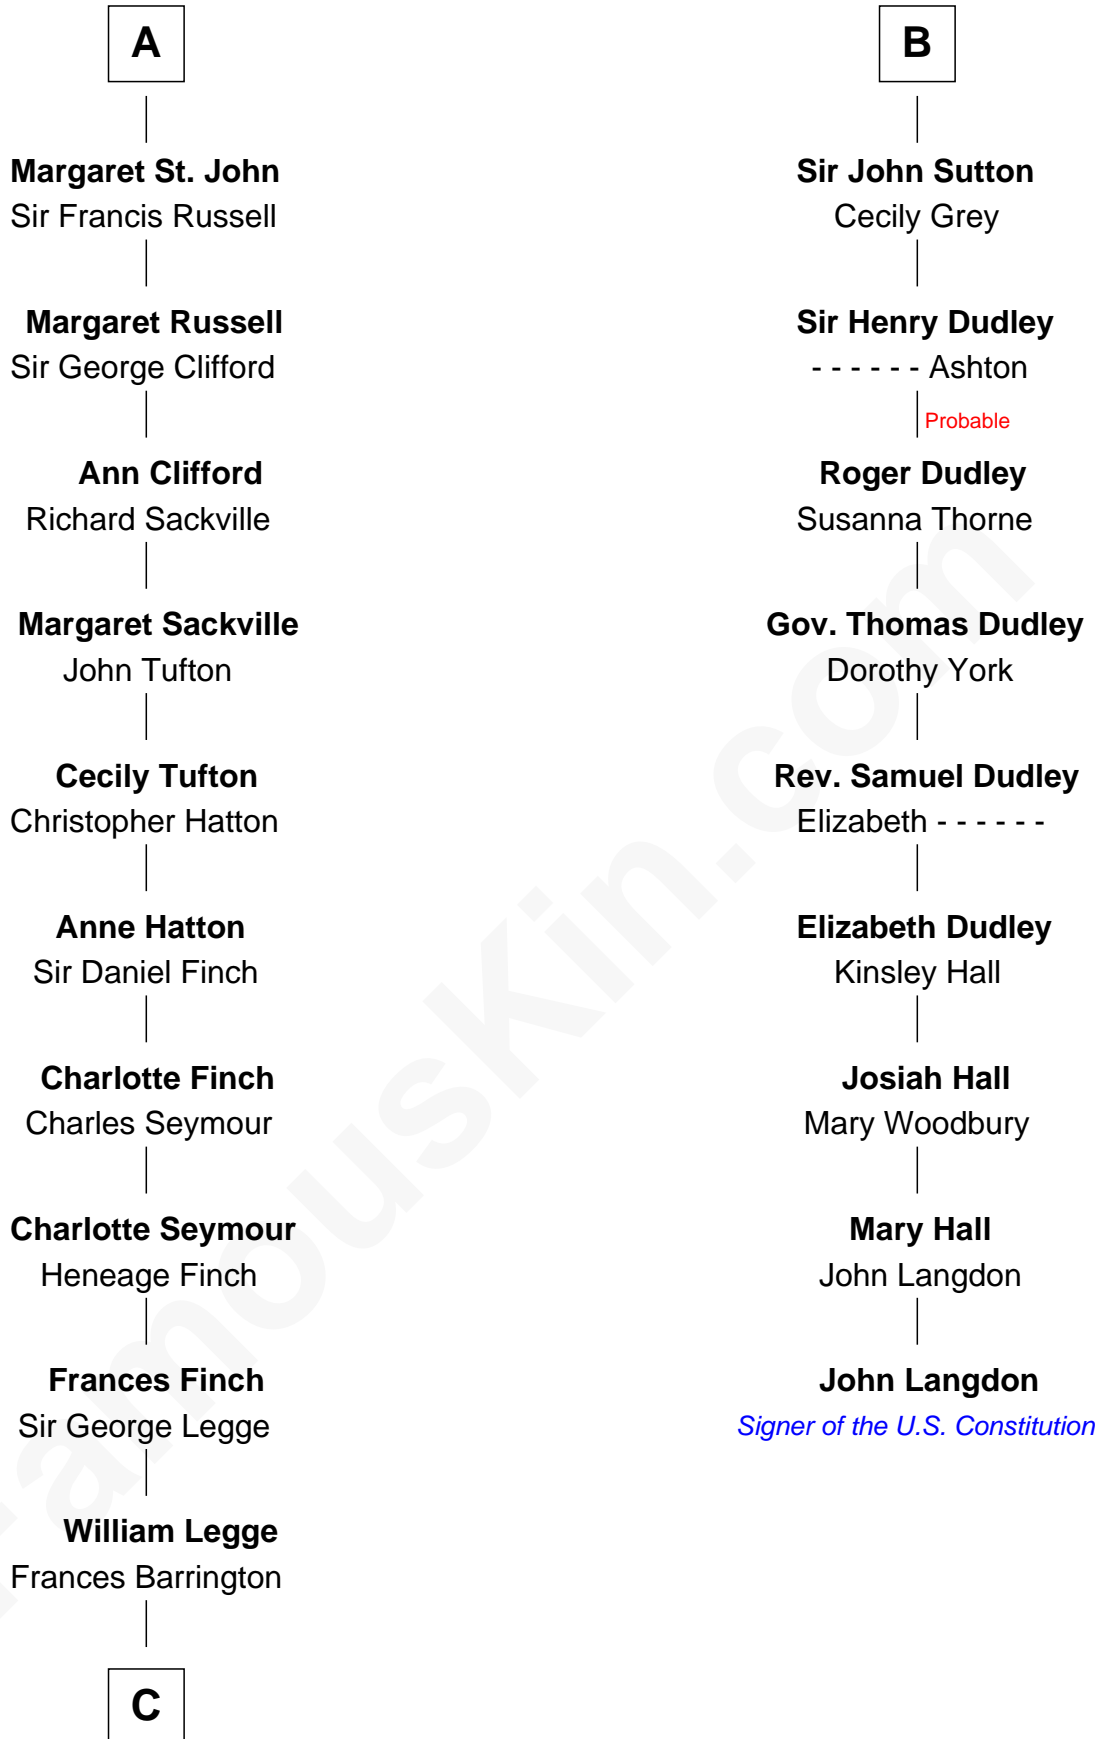 A
Margaret St. John
Sir Francis Russell
Margaret Russell
Sir George Clifford
Ann Clifford
Richard Sackville
Margaret Sackville
John Tufton
Cecily Tufton
Christopher Hatton
Anne Hatton
Sir Daniel Finch
Charlotte Finch
Charles Seymour
Charlotte Seymour
Heneage Finch
Frances Finch
Sir George Legge
William Legge
Frances Barrington
C
B
Sir John Sutton
Cecily Grey
Sir Henry Dudley
- - - - - - Ashton
Probable
Roger Dudley
Susanna Thorne
Gov. Thomas Dudley
Dorothy York
Rev. Samuel Dudley
Elizabeth - - - - - -
Elizabeth Dudley
Kinsley Hall
Josiah Hall
Mary Woodbury
Mary Hall
John Langdon
John Langdon
Signer of the U.S. Constitution
FamousKin.com